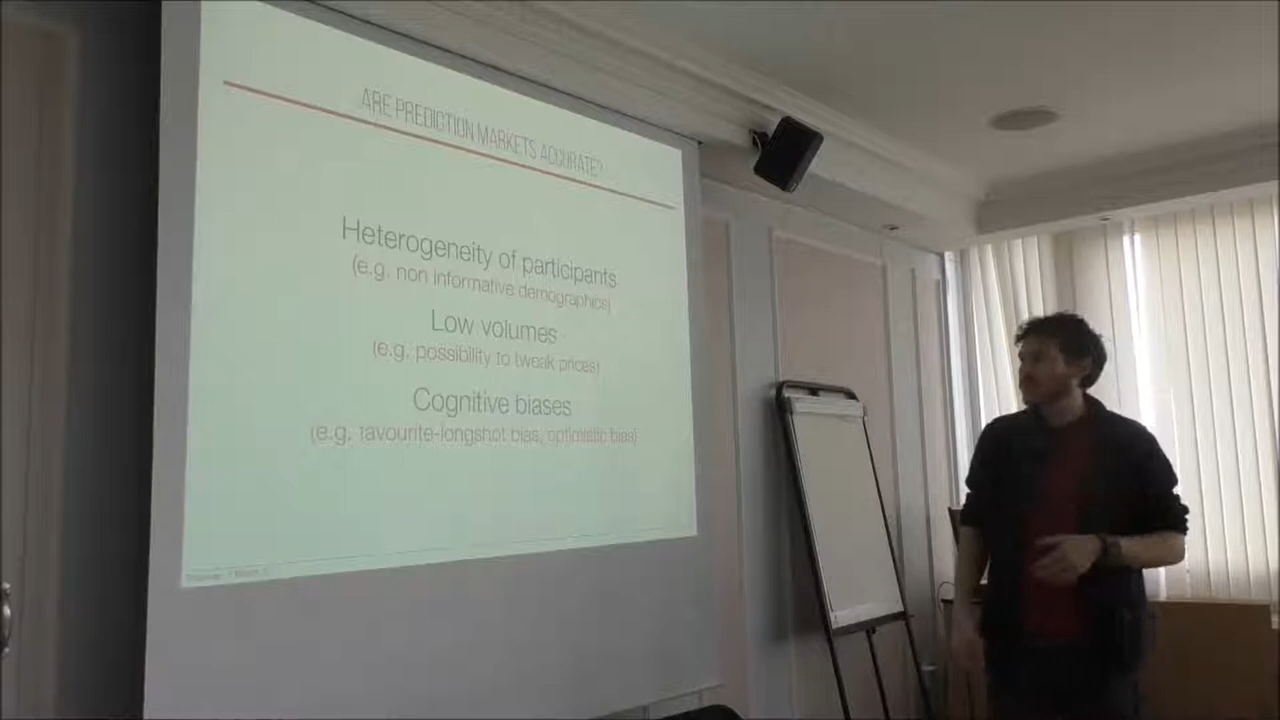 ARE PREDICTION MARKETS ACCURATE?
Heterogeneity of participants
(e.g. non informative demographics)
Low volumes
(e.g. possibility to tweak prices)
Cognitive biases
(e.g. favourite-longshot bias, optimistic bias)